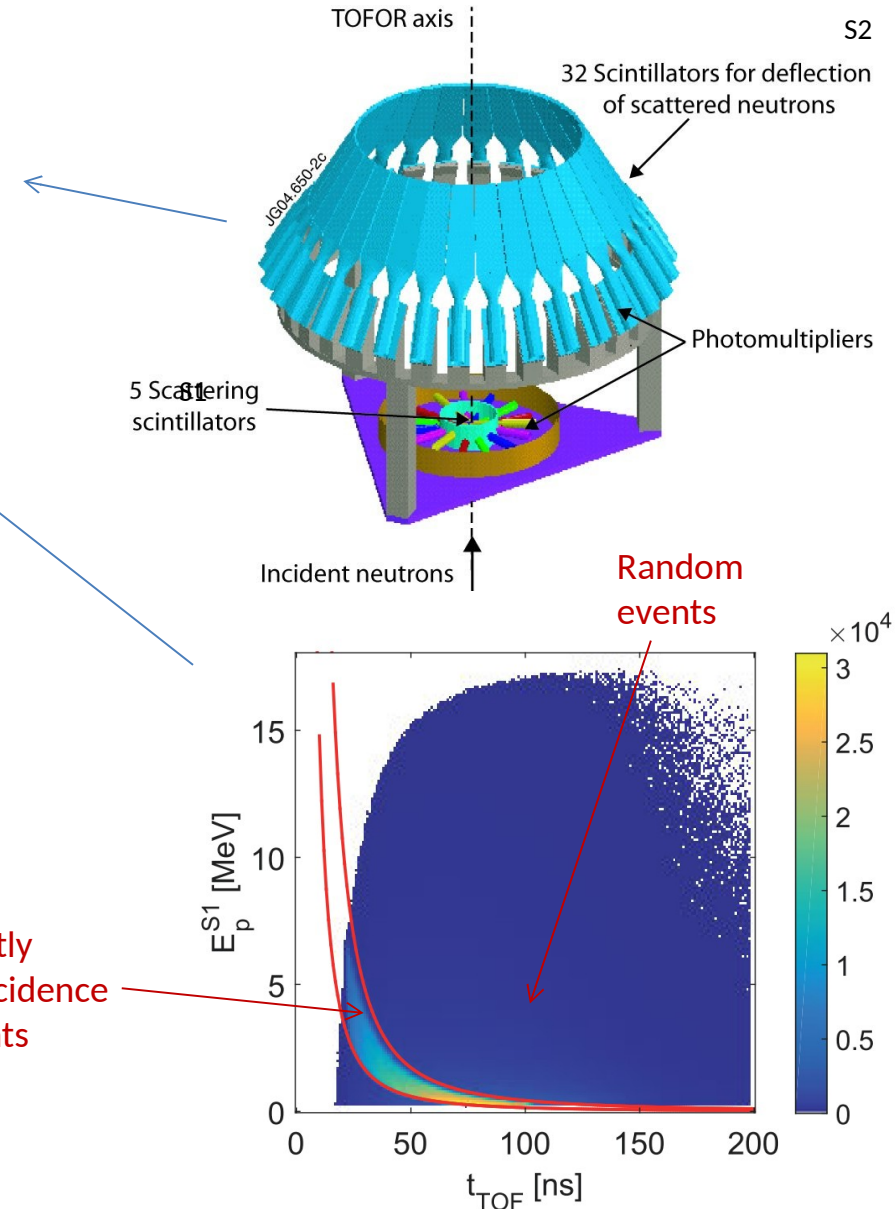 TOFOR axis
S2
32 Scintillators for deflection
of scattered neutrons
JG04.650-2c
Photomultipliers
5 Scattering
S1
scintillators
Incident neutrons
Random
events
×10⁴
3
2.5
2
1.5
1
0.5
0
15
10
5
0
E_p^S1 [MeV]
tly
cidence
ts
0 50 100 150 200
t_TOF [ns]